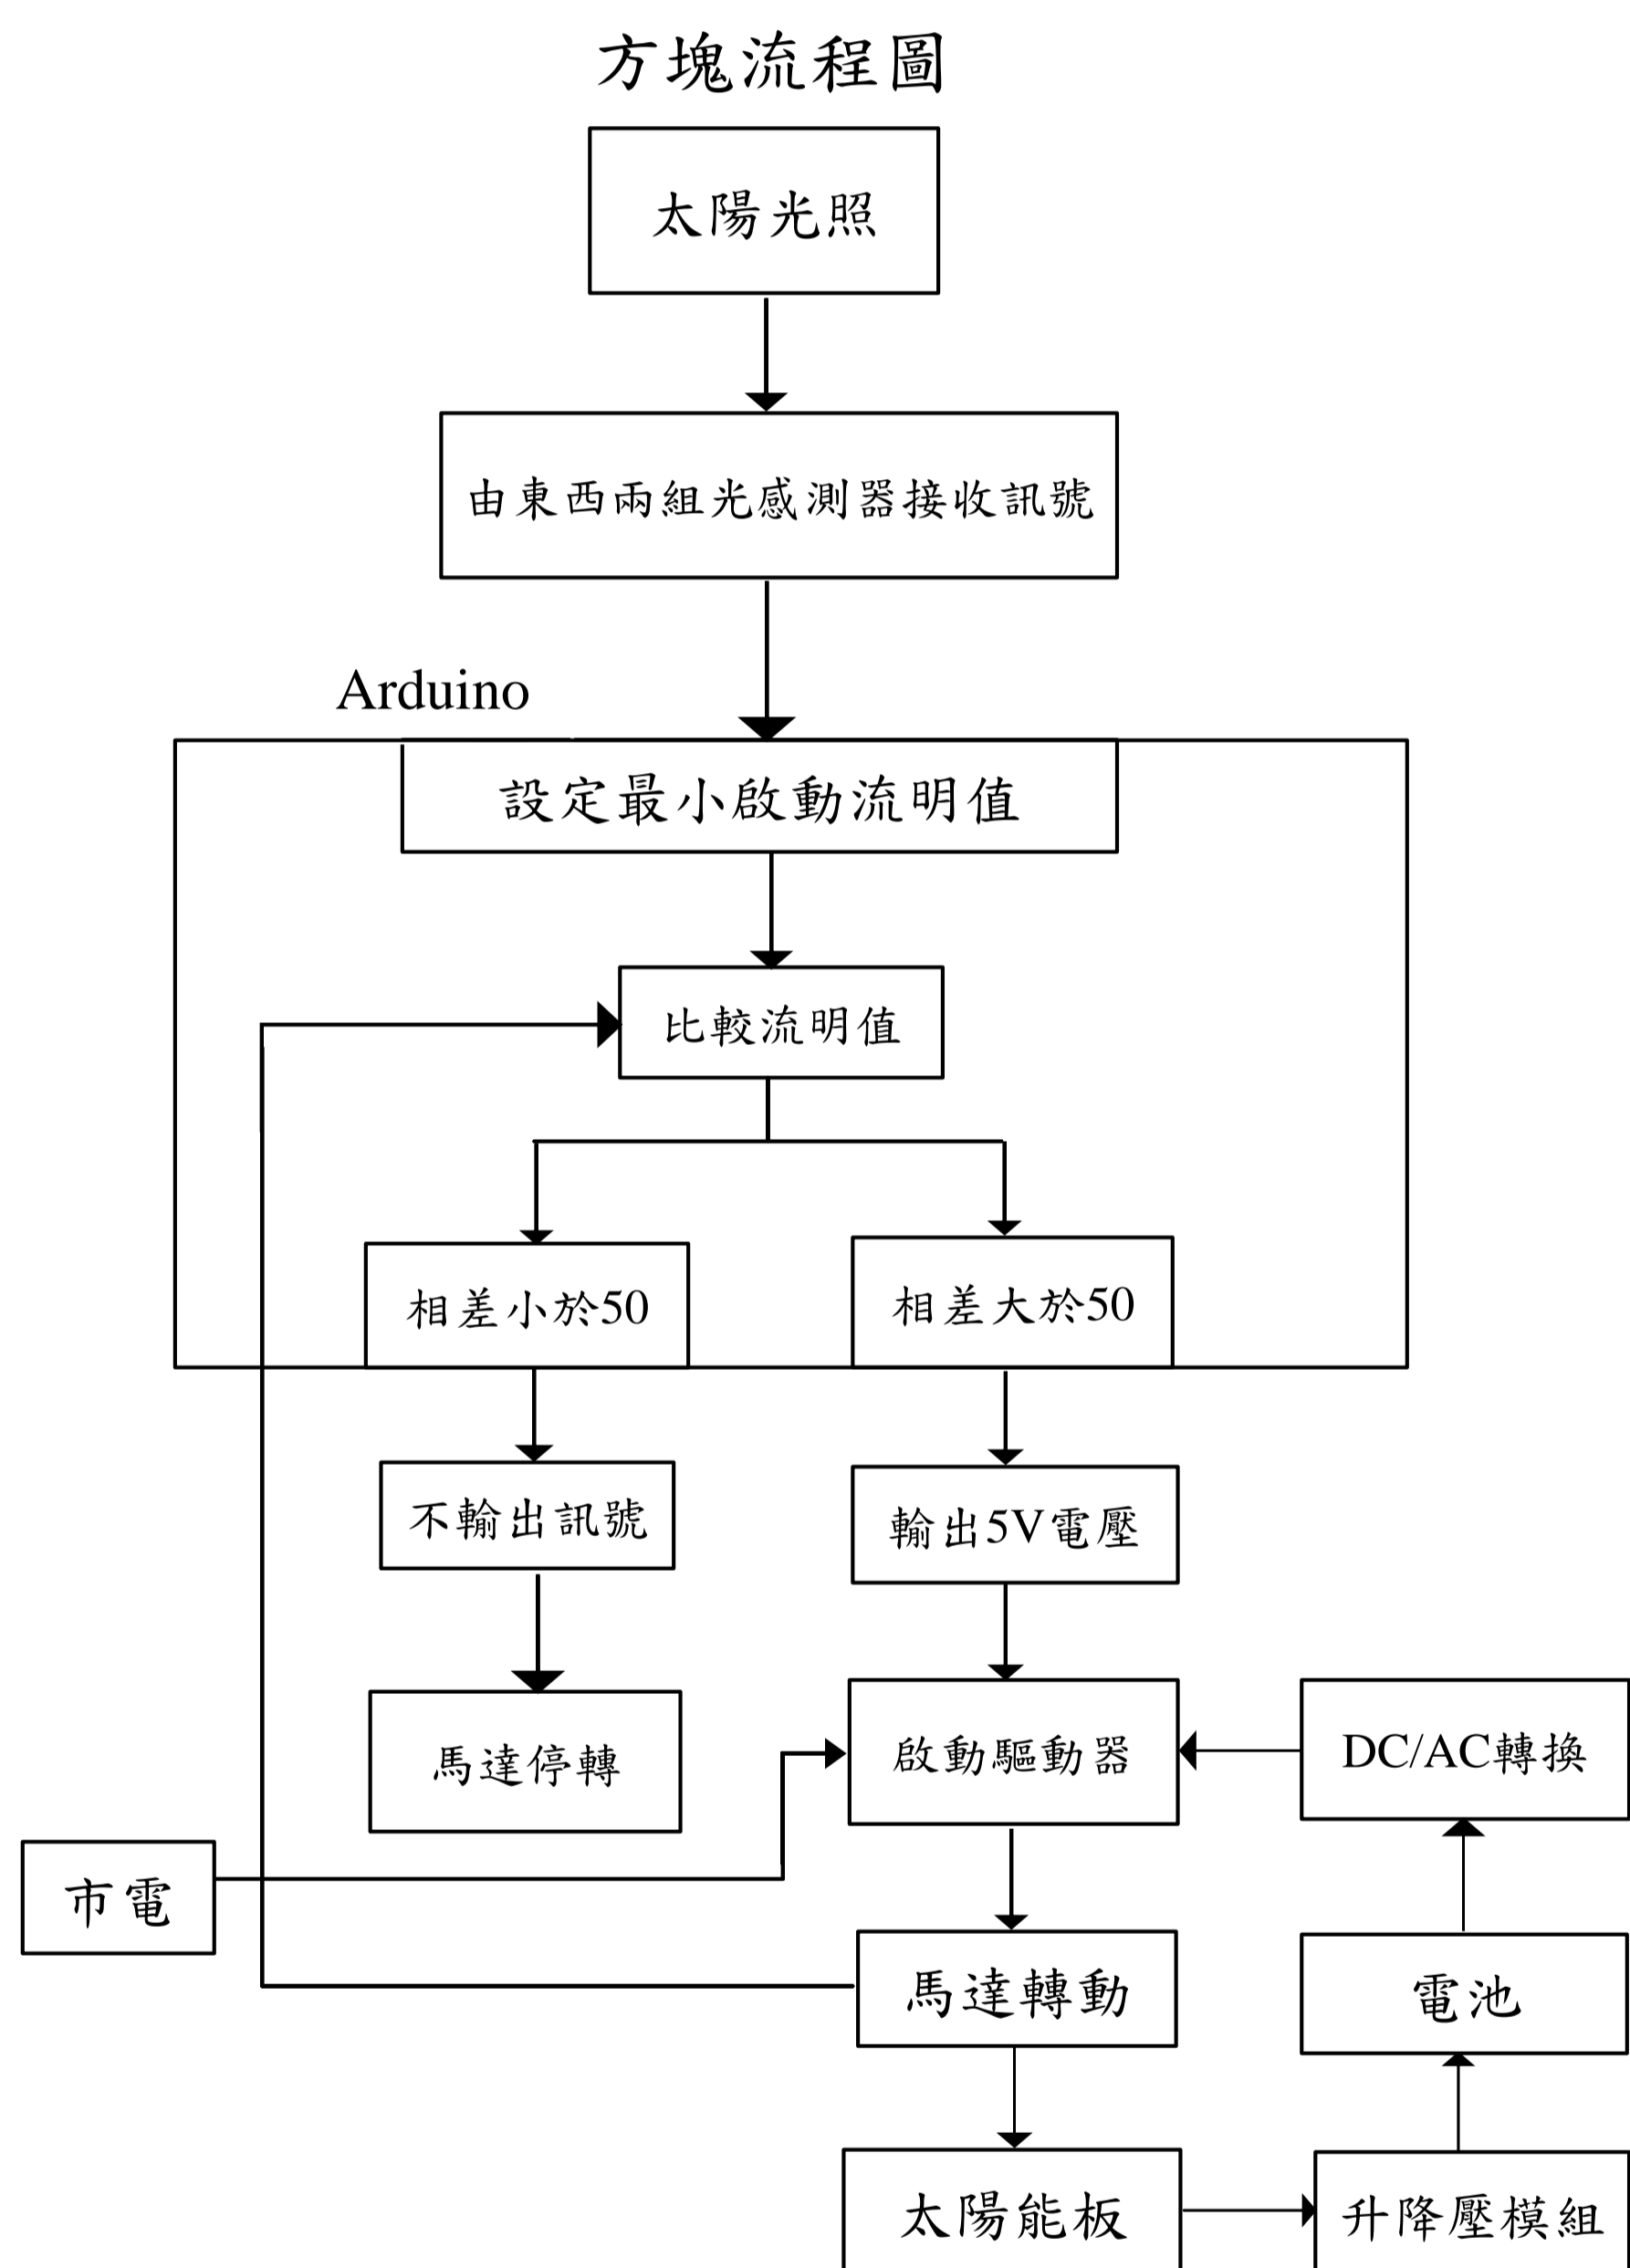 方塊流程圖
太陽光照
由東西兩組光感測器接收訊號
Arduino
設定最小啟動流明值
比較流明值
相差小於50
相差大於50
不輸出訊號
輸出5V電壓
馬達停轉
啟動驅動器
DC/AC轉換
市電
馬達轉動
電池
太陽能板
升降壓模組